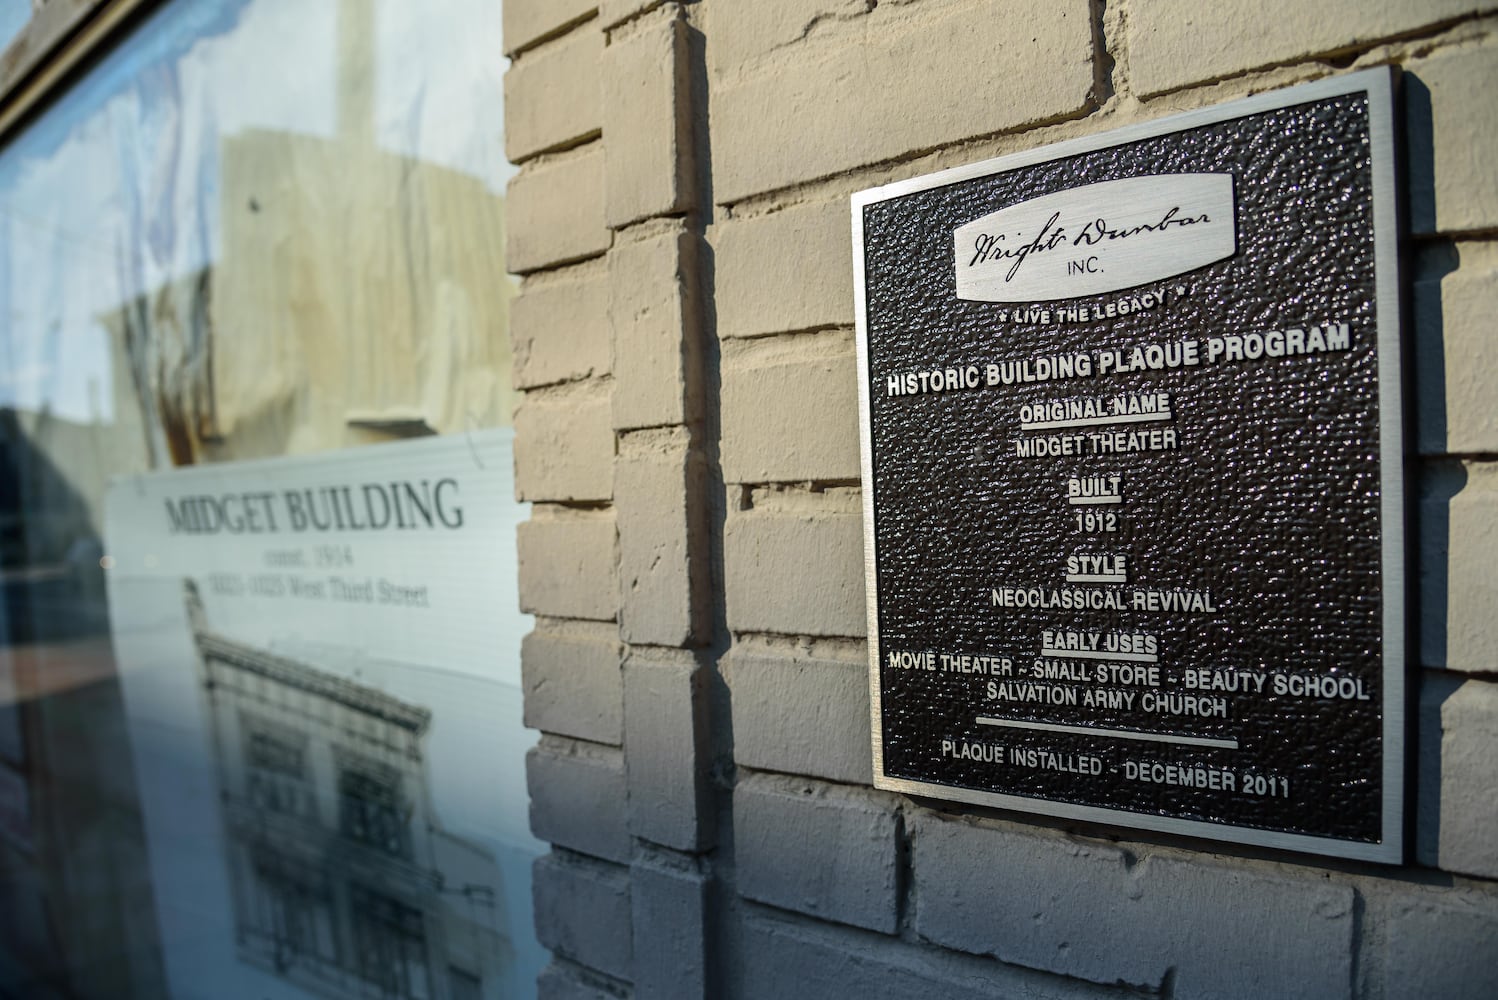 MIDGET BUILDING
const. 1914
1021-1025 West Third Street
Wright Dunbar
INC.
* LIVE THE LEGACY *
HISTORIC BUILDING PLAQUE PROGRAM
ORIGINAL NAME
MIDGET THEATER
BUILT
1912
STYLE
NEOCLASSICAL REVIVAL
EARLY USES
MOVIE THEATER ~ SMALL STORE ~ BEAUTY SCHOOL
SALVATION ARMY CHURCH
PLAQUE INSTALLED ~ DECEMBER 2011